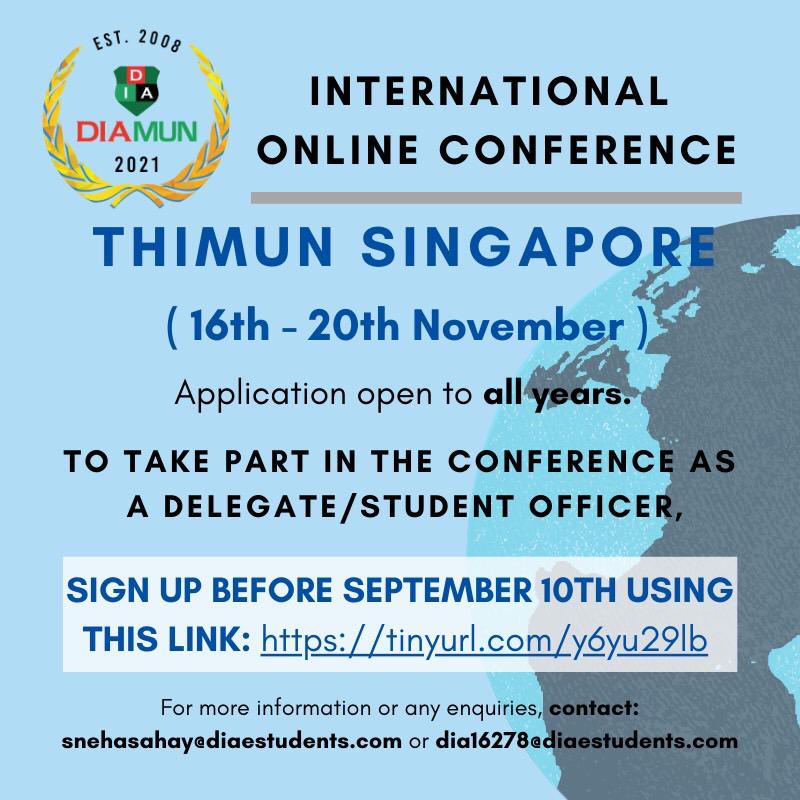 EST. 2008
D
I A
DIAMUN
2021
INTERNATIONAL
ONLINE CONFERENCE
THIMUN SINGAPORE
( 16th - 20th November )
Application open to all years.
TO TAKE PART IN THE CONFERENCE AS
A DELEGATE/STUDENT OFFICER,
SIGN UP BEFORE SEPTEMBER 10TH USING
THIS LINK: https://tinyurl.com/y6yu29lb
For more information or any enquiries, contact:
snehasahay@diaestudents.com or dia16278@diaestudents.com